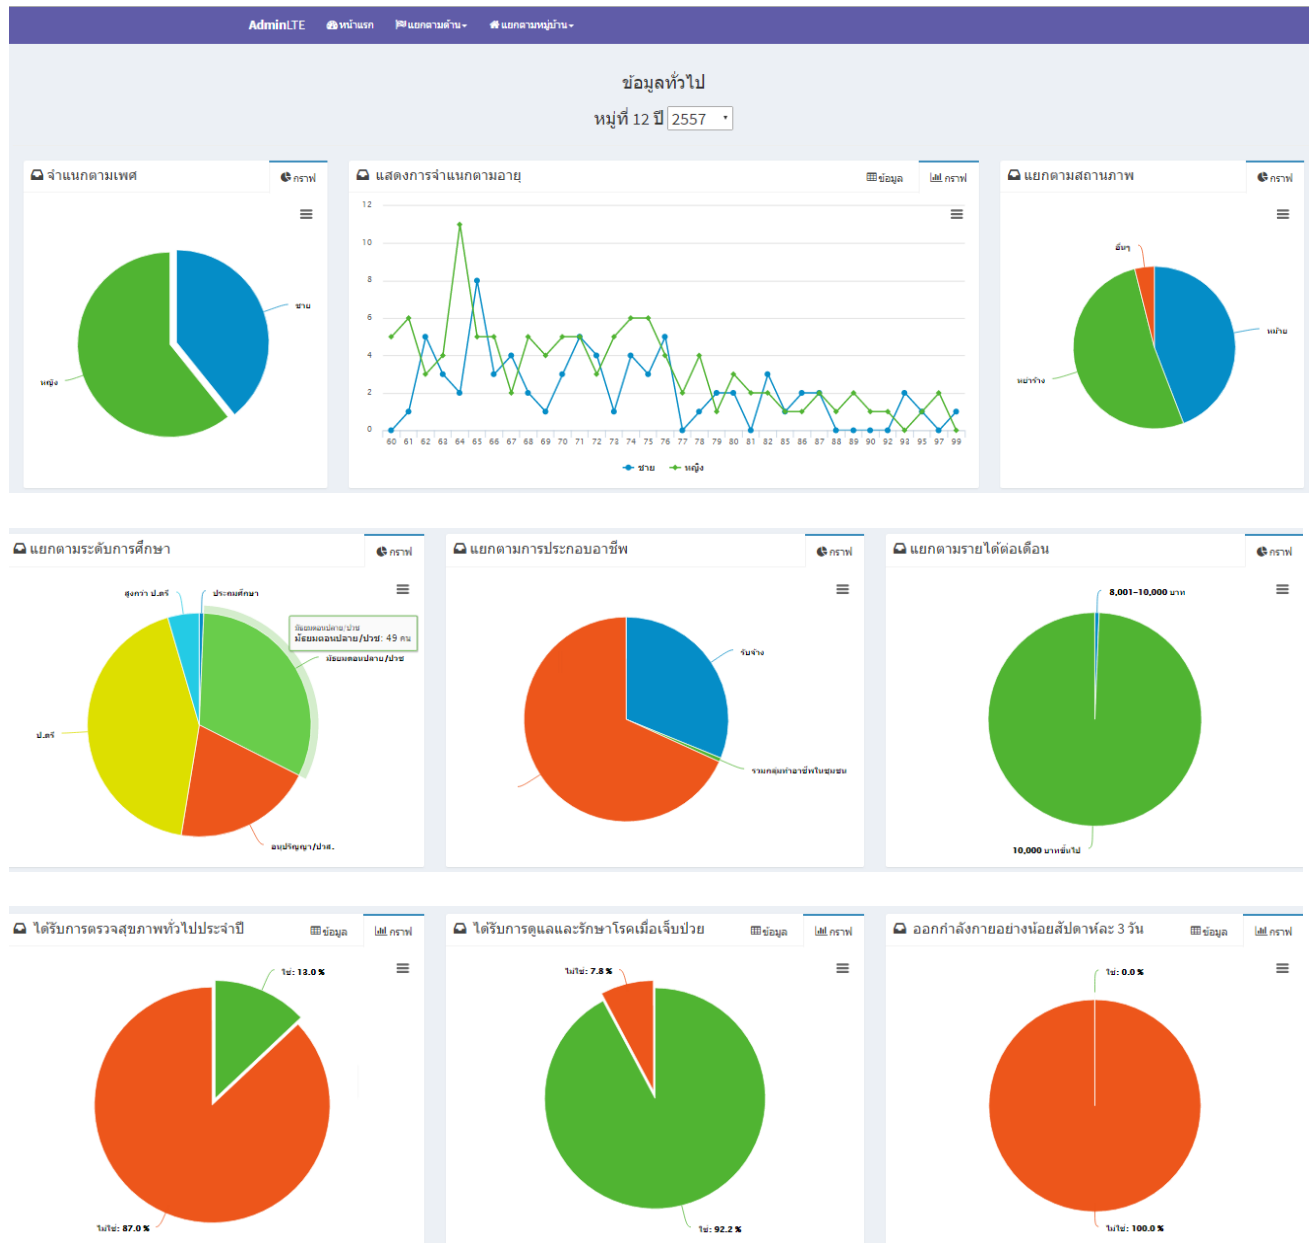 AdminLTE หน้าแรก แยกตามด้าน แยกตามหมู่บ้าน
ข้อมูลทั่วไป
หมู่ที่ 12 ปี 2557
จำแนกตามเพศ กราฟ
ชาย
หญิง
แสดงการจำแนกตามอายุ ข้อมูล กราฟ
12
10
8
6
4
2
0
60 61 62 63 64 65 66 67 68 69 70 71 72 73 74 75 76 77 78 79 80 81 82 85 86 87 88 89 90 92 93 95 97 99
ชาย หญิง
แยกตามสถานภาพ กราฟ
อื่นๆ
หม้าย
หย่าร้าง
แยกตามระดับการศึกษา กราฟ
สูงกว่า ป.ตรี ประถมศึกษา
มัธยมตอนปลาย/ปวช
มัธยมตอนปลาย/ปวช: 49 คน
มัธยมตอนปลาย/ปวช
ป.ตรี
อนุปริญญา/ปวส.
แยกตามการประกอบอาชีพ กราฟ
รับจ้าง
รวมกลุ่มทำอาชีพในชุมชน
แยกตามรายได้ต่อเดือน กราฟ
8,001-10,000 บาท
10,000 บาทขึ้นไป
ได้รับการตรวจสุขภาพทั่วไปประจำปี ข้อมูล กราฟ
ใช่: 13.0 %
ไม่ใช่: 87.0 %
ได้รับการดูแลและรักษาโรคเมื่อเจ็บป่วย ข้อมูล กราฟ
ไม่ใช่: 7.8 %
ใช่: 92.2 %
ออกกำลังกายอย่างน้อยสัปดาห์ละ 3 วัน ข้อมูล กราฟ
ใช่: 0.0 %
ไม่ใช่: 100.0 %